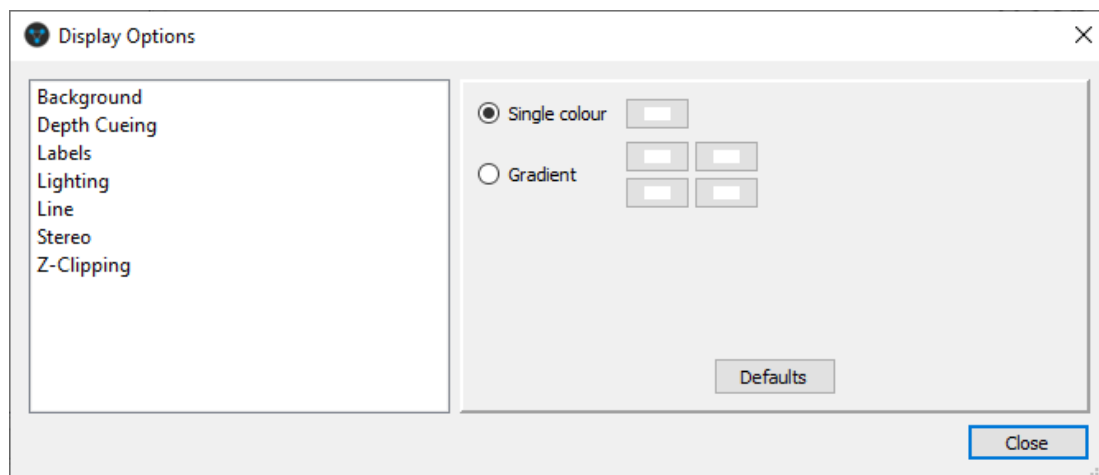 Display Options
Background
Depth Cueing
Labels
Lighting
Line
Stereo
Z-Clipping
Single colour
Gradient
Defaults
Close